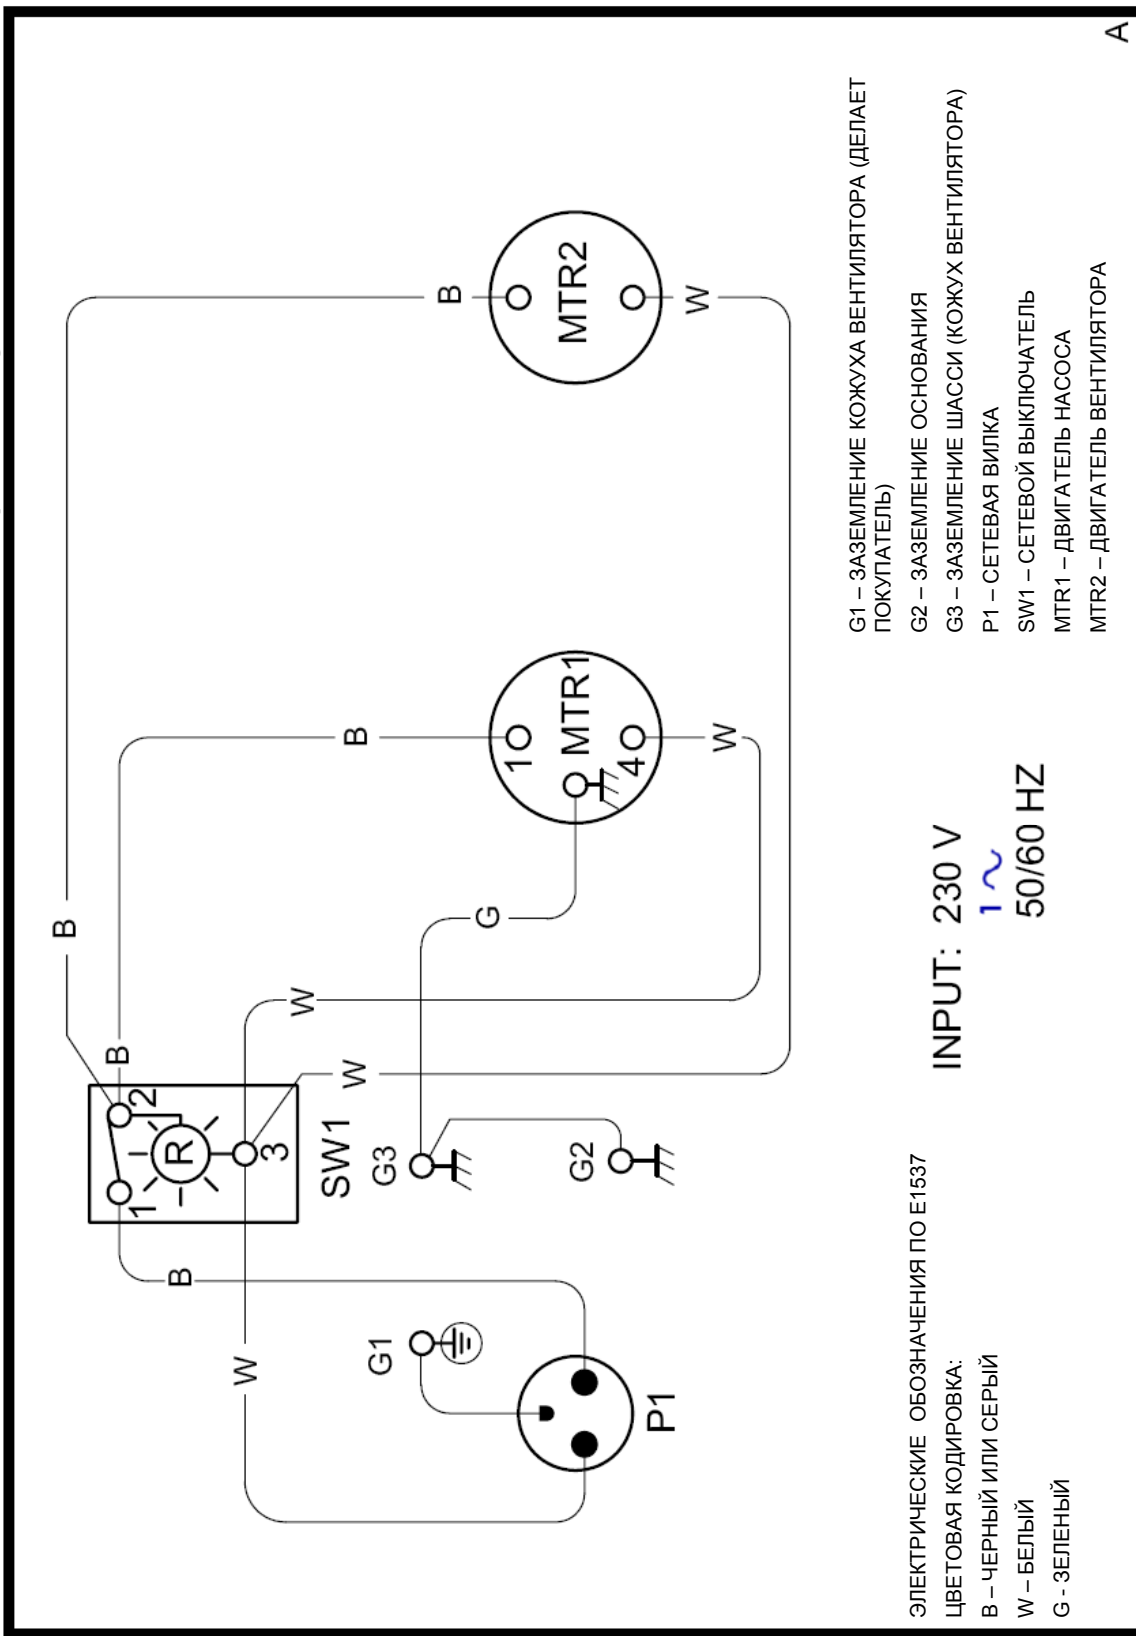 B
B
B
B
B
W
W
W
W
W
G
1
2
3
R
SW1
G1
G2
G3
P1
1
MTR1
4
MTR2
INPUT: 230 V
1 ~
50/60 HZ
ЭЛЕКТРИЧЕСКИЕ ОБОЗНАЧЕНИЯ ПО E1537
ЦВЕТОВАЯ КОДИРОВКА:
B – ЧЕРНЫЙ ИЛИ СЕРЫЙ
W – БЕЛЫЙ
G - ЗЕЛЕНЫЙ
G1 – ЗАЗЕМЛЕНИЕ КОЖУХА ВЕНТИЛЯТОРА (ДЕЛАЕТ
ПОКУПАТЕЛЬ)
G2 – ЗАЗЕМЛЕНИЕ ОСНОВАНИЯ
G3 – ЗАЗЕМЛЕНИЕ ШАССИ (КОЖУХ ВЕНТИЛЯТОРА)
P1 – СЕТЕВАЯ ВИЛКА
SW1 – СЕТЕВОЙ ВЫКЛЮЧАТЕЛЬ
MTR1 – ДВИГАТЕЛЬ НАСОСА
MTR2 – ДВИГАТЕЛЬ ВЕНТИЛЯТОРА
A